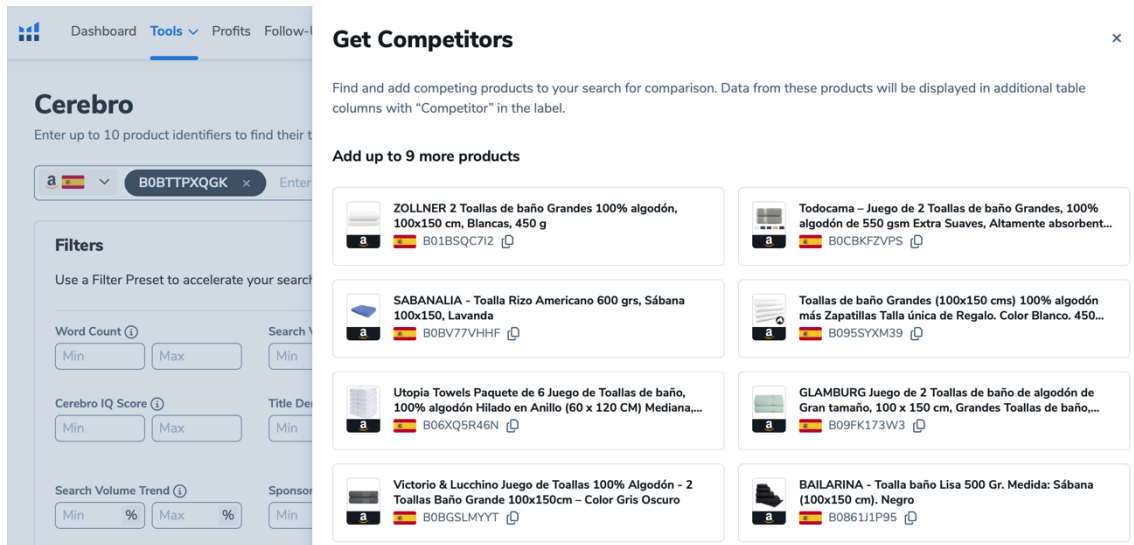 Dashboard Tools Profits Follow-U
Cerebro
Enter up to 10 product identifiers to find their t
a B0BTTPXQGK × Enter
Filters
Use a Filter Preset to accelerate your search
Word Count Search V
Min Max Min
Cerebro IQ Score Title De
Min Max Min
Search Volume Trend Sponsor
Min % Max % Min
Get Competitors
×
Find and add competing products to your search for comparison. Data from these products will be displayed in additional table
columns with “Competitor” in the label.
Add up to 9 more products
ZOLLNER 2 Toallas de baño Grandes 100% algodón,
100x150 cm, Blancas, 450 g
a B01BSQC7I2
Todocama – Juego de 2 Toallas de baño Grandes, 100%
algodón de 550 gsm Extra Suaves, Altamente absorbent...
a B0CBKFZVPS
SABANALIA - Toalla Rizo Americano 600 grs, Sábana
100x150, Lavanda
a B0BV77VHHF
Toallas de baño Grandes (100x150 cms) 100% algodón
más Zapatillas Talla única de Regalo. Color Blanco. 450...
a B095SYXM39
Utopia Towels Paquete de 6 Juego de Toallas de baño,
100% algodón Hilado en Anillo (60 x 120 CM) Mediana,...
a B06XQ5R46N
GLAMBURG Juego de 2 Toallas de baño de algodón de
Gran tamaño, 100 x 150 cm, Grandes Toallas de baño,...
a B09FK173W3
Victorio & Lucchino Juego de Toallas 100% Algodón - 2
Toallas Baño Grande 100x150cm – Color Gris Oscuro
a B0BGSLMYYT
BAILARINA - Toalla baño Lisa 500 Gr. Medida: Sábana
(100x150 cm). Negro
a B0861J1P95